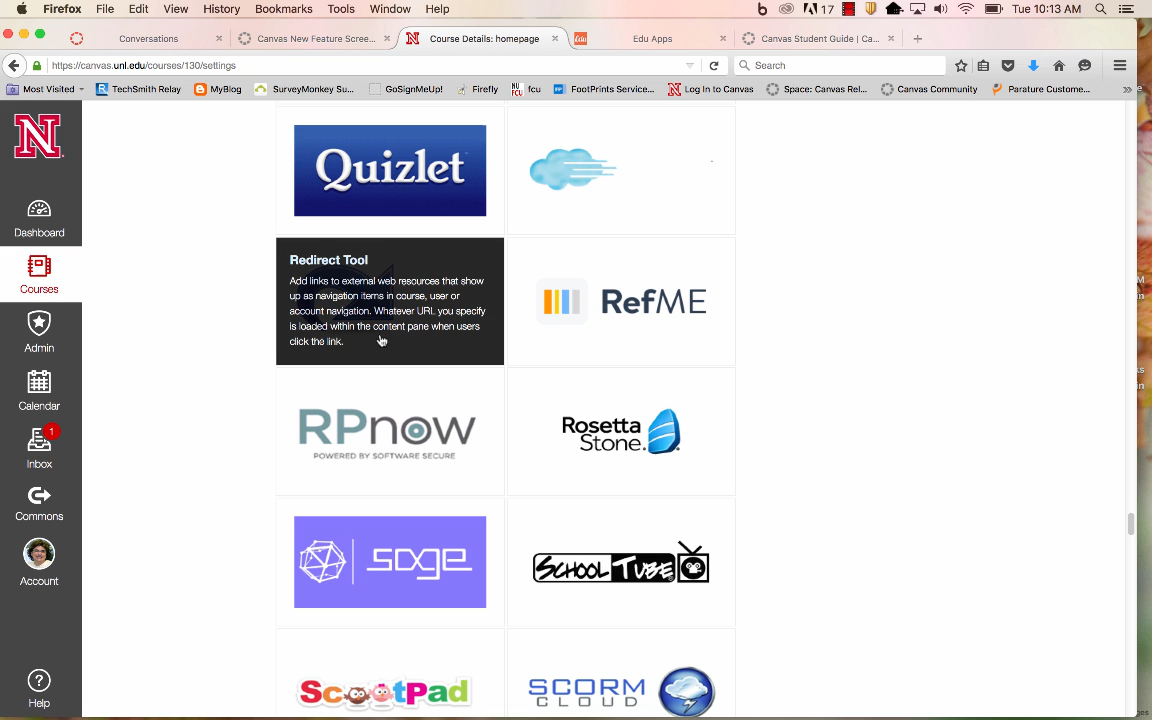 Firefox File Edit View History Bookmarks Tools Window Help 17 Tue 10:13 AM
Conversations × Canvas New Feature Scree... × Course Details: homepage × Edu Apps × Canvas Student Guide | Ca... × +
https://canvas.unl.edu/courses/130/settings Search
Most Visited TechSmith Relay MyBlog SurveyMonkey Su... GoSignMeUp! Firefly fcu FootPrints Service... Log In to Canvas Space: Canvas Rel... Canvas Community Parature Custome... »
N
Dashboard
Courses
Admin
Calendar
1
Inbox
Commons
Account
Help
Quizlet
Redirect Tool
Add links to external web resources that show
up as navigation items in course, user or
account navigation. Whatever URL you specify
is loaded within the content pane when users
click the link.
RefME
RPnow
POWERED BY SOFTWARE SECURE
Rosetta
Stone.
sage
SCHOOLTUBE
ScootPad
SCORM
CLOUD